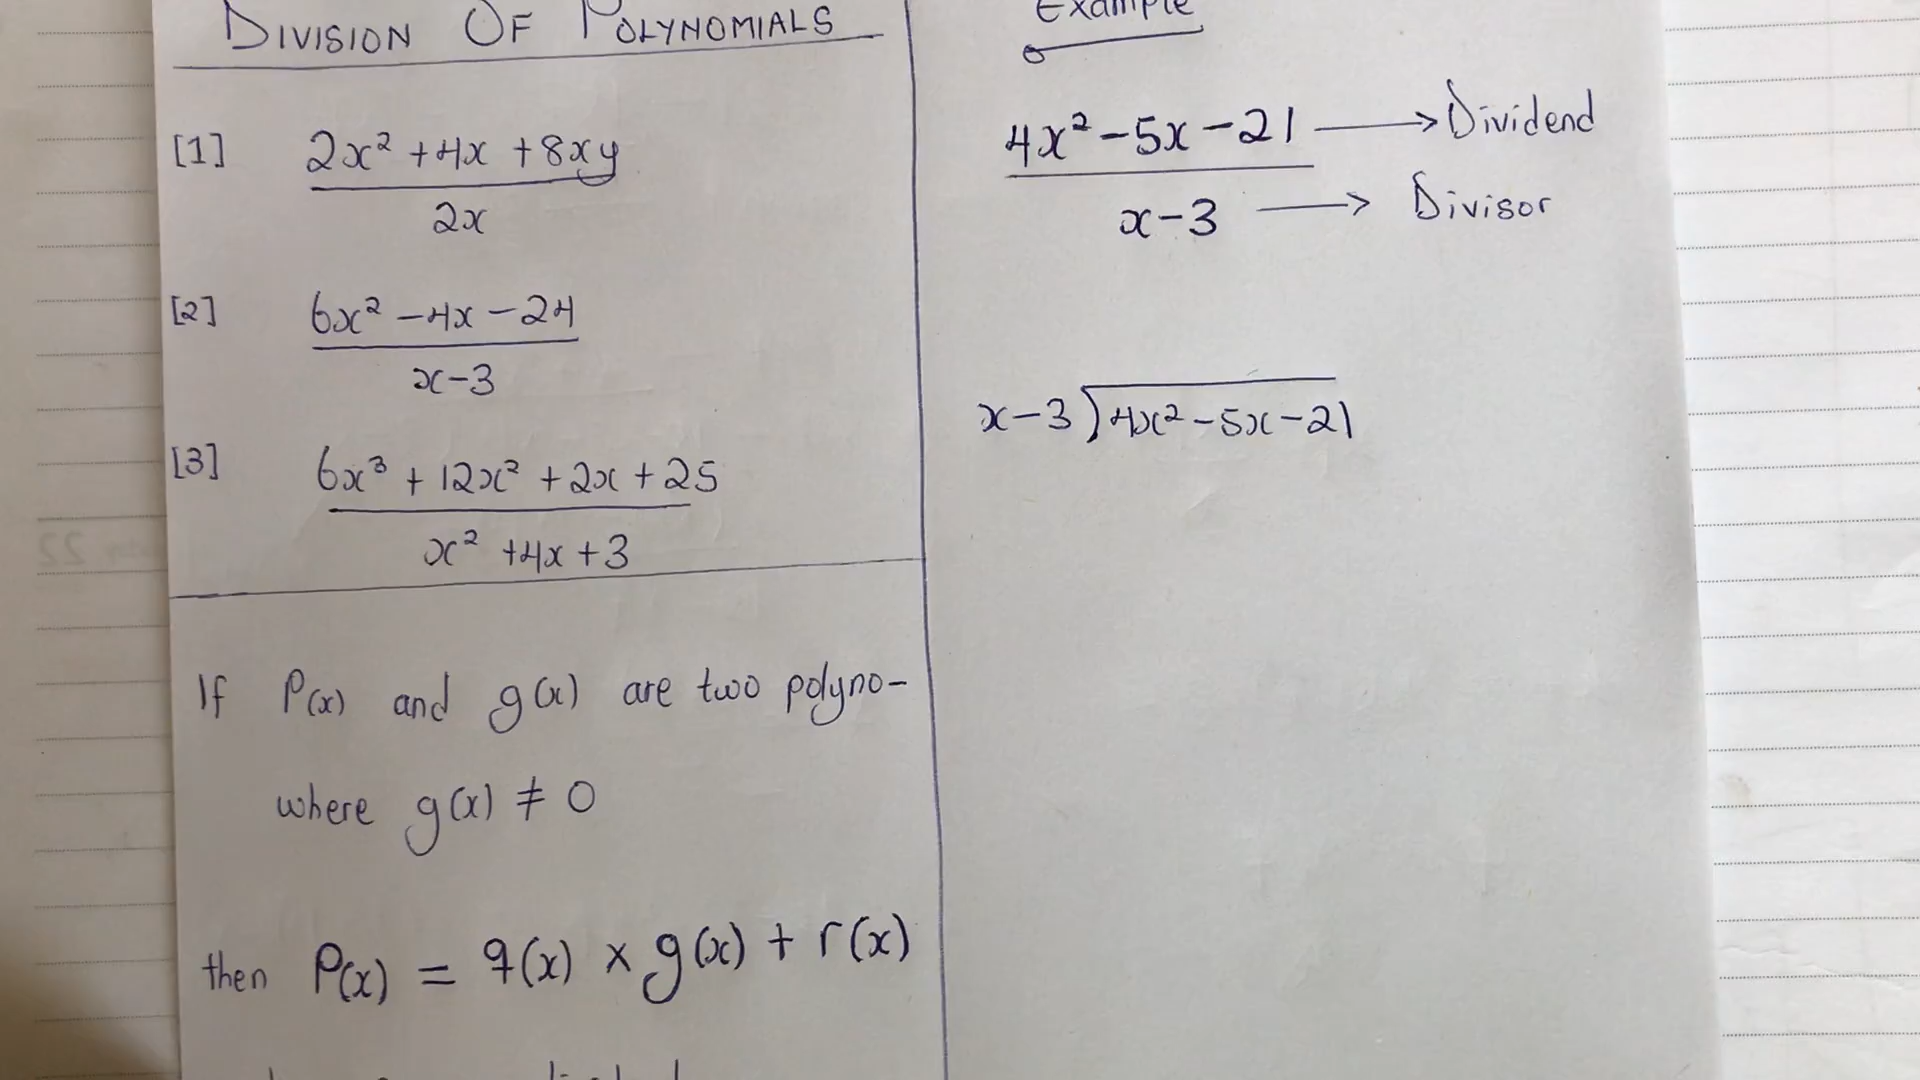 DIVISION OF POLYNOMIALS
[1] 2x² + 4x + 8xy
2x
[2] 6x² - 4x - 24
x-3
[3] 6x³ + 12x² + 2x + 25
x² + 4x + 3
If P(x) and g(x) are two polyno-
where g(x) ≠ 0
then P(x) = q(x) × g(x) + r(x)
Example
4x² - 5x - 21 → Dividend
x-3 → Divisor
x-3 ) 4x² - 5x - 21